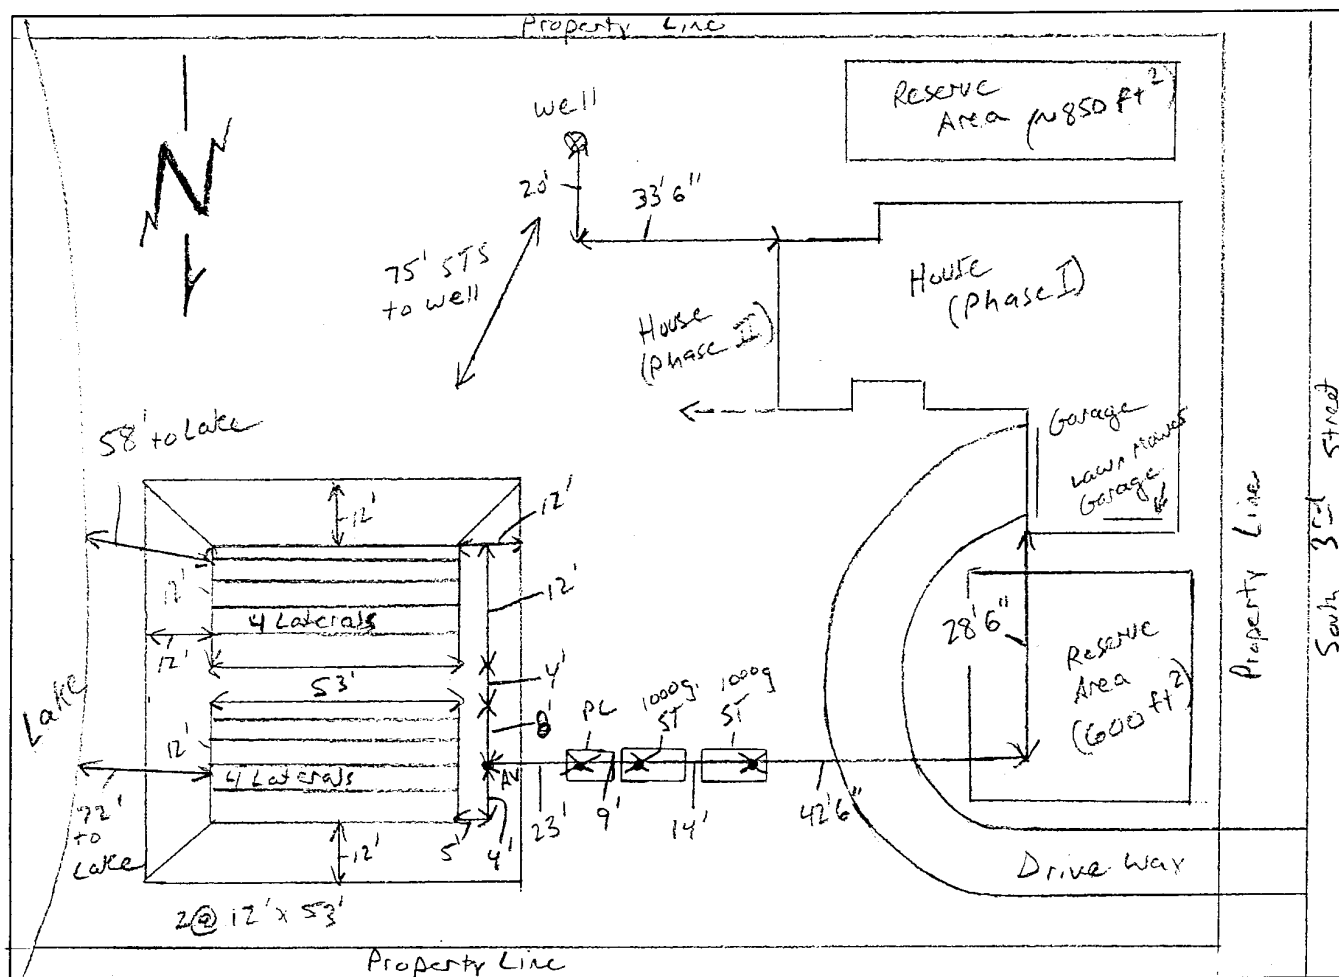 Property Line
Reserve
Area (~850 ft²)
Well
20'
33'6"
N
75' STS
to well
House
(Phase I)
House
(Phase II)
58' to Lake
Garage
Lawn Mower
Garage
12'
12'
12'
12'
4 Laterals
12'
53'
4'
8'
12'
4 Laterals
AV
5'
4'
12'
Lake
72'
to
Lake
PC
1000g.
ST
1000g
ST
23'
9'
14'
42'6"
28'6"
Reserve
Area
(600 ft²)
Property Line
South 3rd Street
Drive Way
2@ 12' x 53'
Property Line